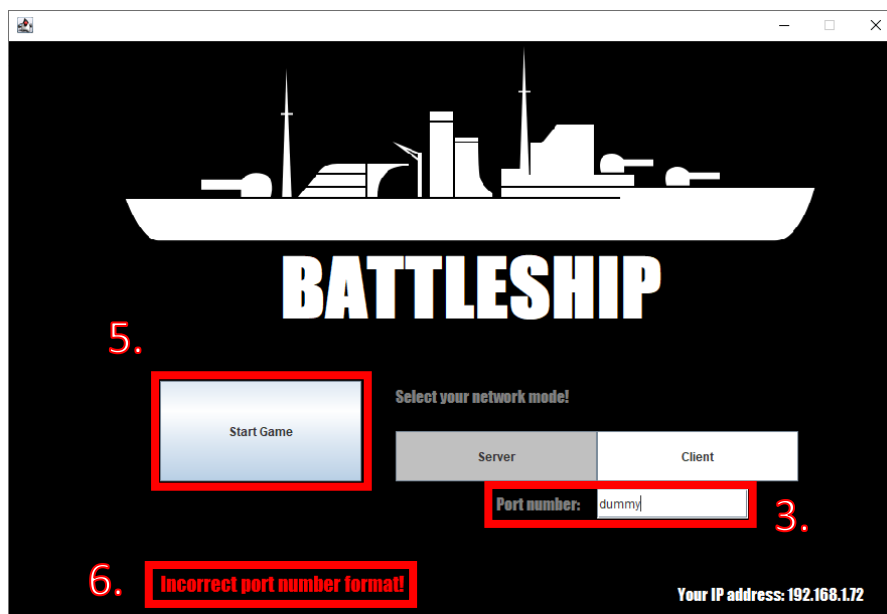 BATTLESHIP
5.
Select your network mode!
Start Game
Server
Client
Port number:
dummy
3.
6.
Incorrect port number format!
Your IP address: 192.168.1.72